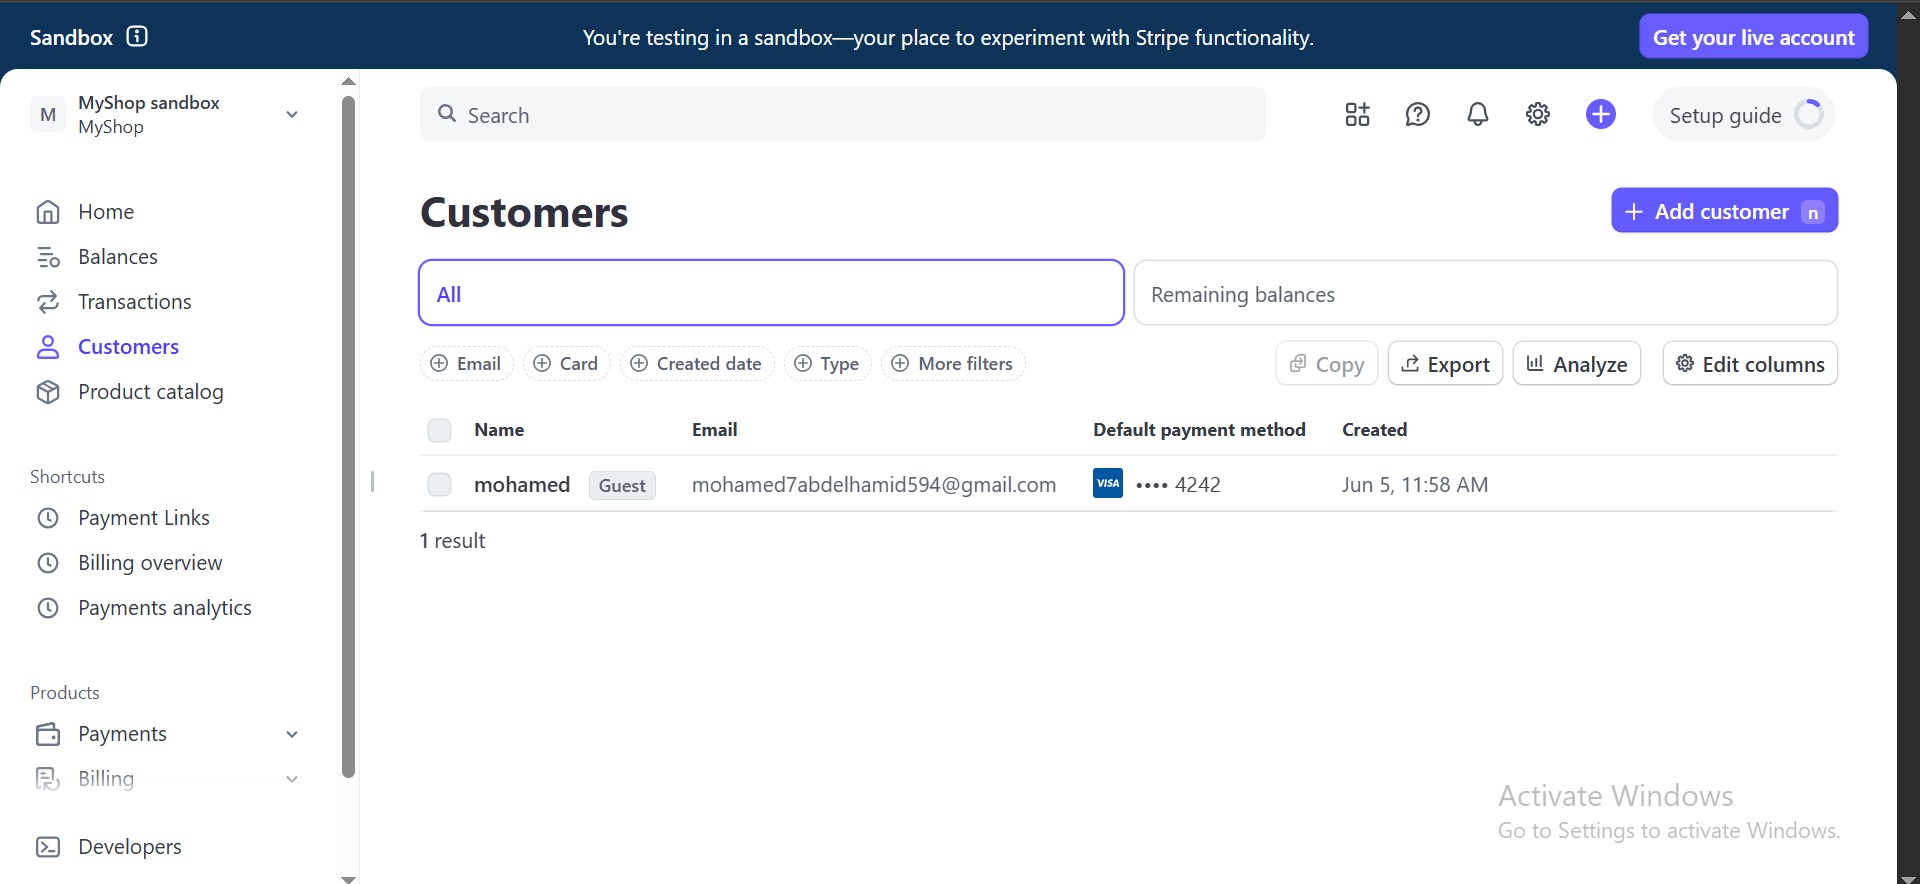 Sandbox
You're testing in a sandbox—your place to experiment with Stripe functionality.
Get your live account
M
MyShop sandbox
MyShop
Search
Setup guide
Home
Balances
Transactions
Customers
Product catalog
Shortcuts
Payment Links
Billing overview
Payments analytics
Products
Payments
Billing
Developers
Customers
Add customer n
All
Remaining balances
Email Card Created date Type More filters
Copy Export Analyze Edit columns
Name Email Default payment method Created
mohamed Guest mohamed7abdelhamid594@gmail.com VISA •••• 4242 Jun 5, 11:58 AM
1 result
Activate Windows
Go to Settings to activate Windows.